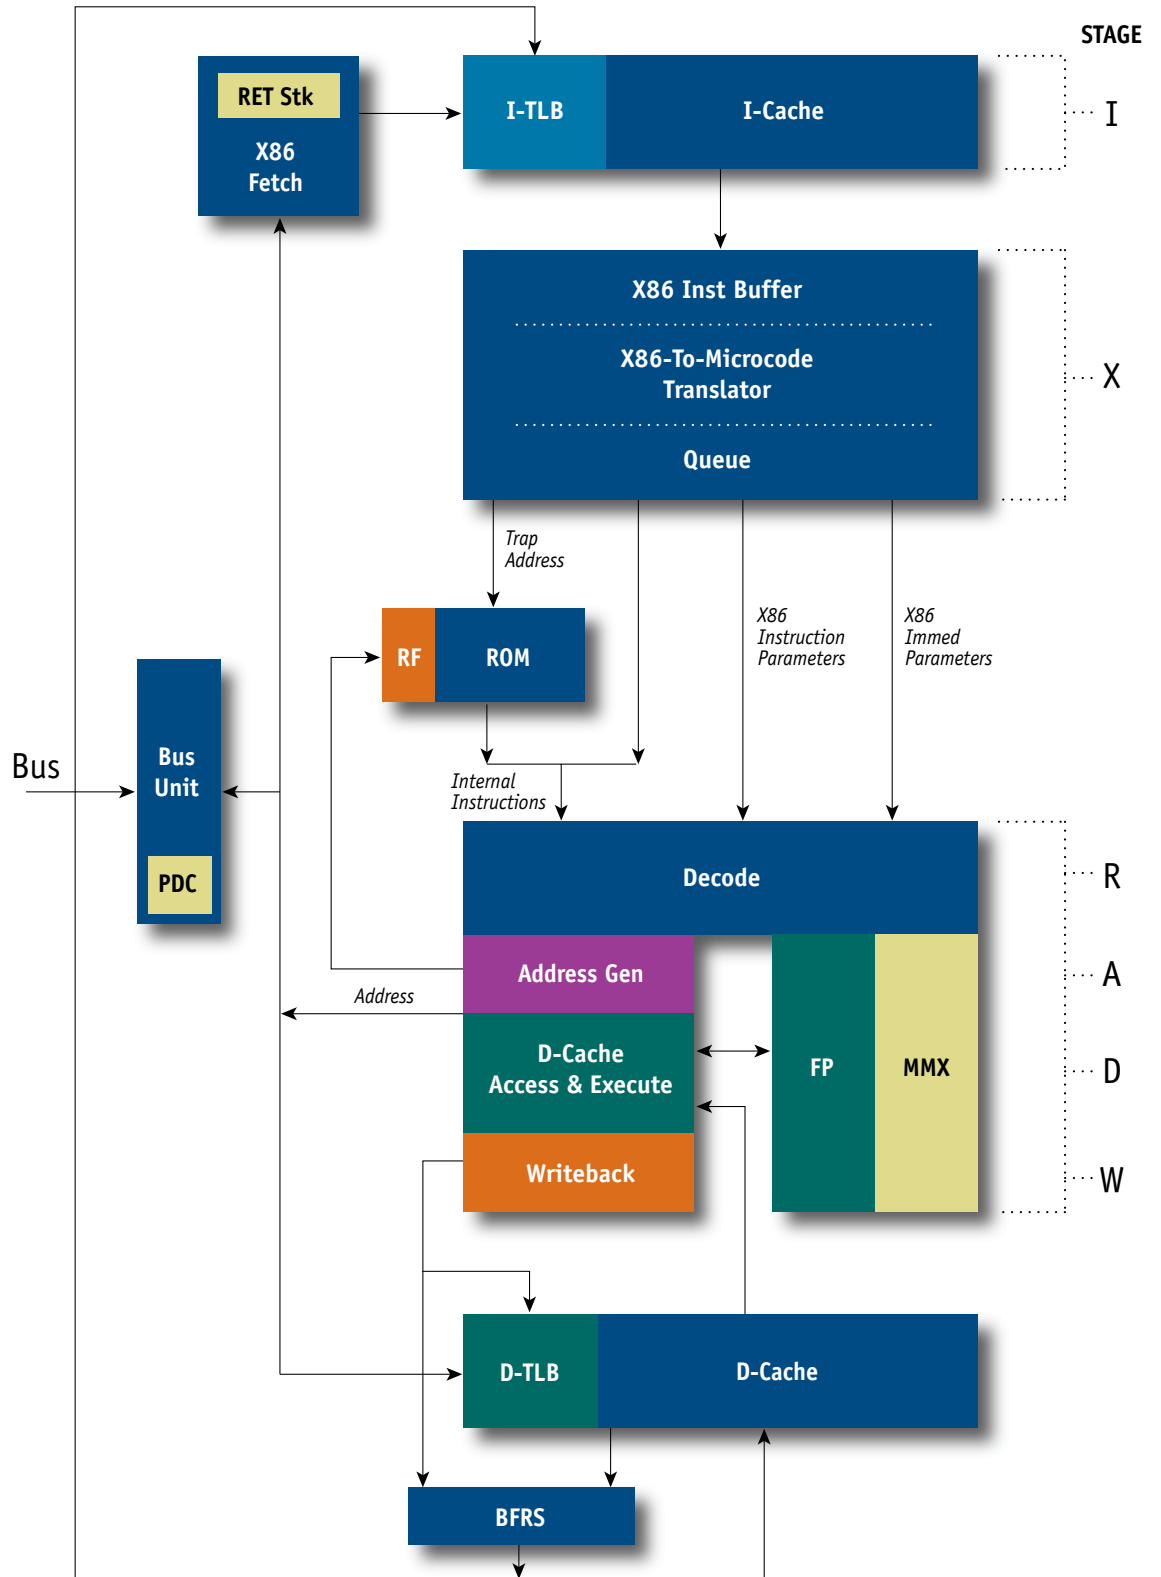 STAGE
RET Stk
X86
Fetch
I-TLB
I-Cache
I
X86 Inst Buffer
X86-To-Microcode
Translator
Queue
X
Trap
Address
RF
ROM
X86
Instruction
Parameters
X86
Immed
Parameters
Bus
Bus
Unit
PDC
Internal
Instructions
Decode
R
Address Gen
A
Address
D-Cache
Access & Execute
FP
MMX
D
Writeback
W
D-TLB
D-Cache
BFRS